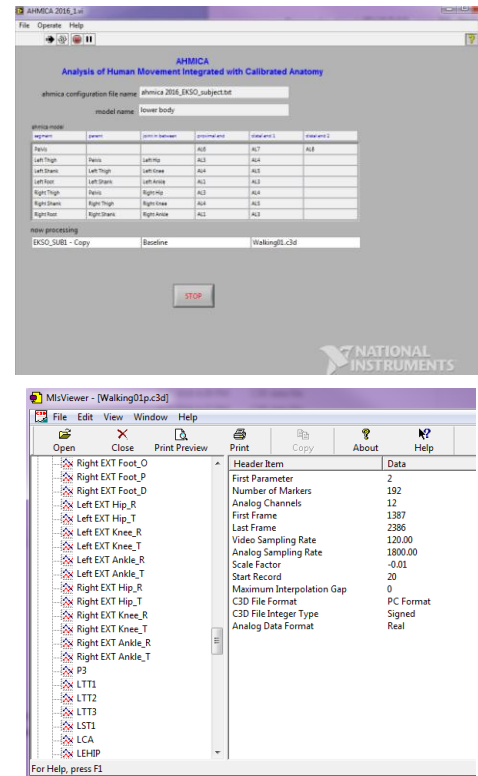 AHMICA 2016_1.vi
File Operate Help
AHMICA
Analysis of Human Movement Integrated with Calibrated Anatomy
ahmica configuration file name ahmica 2016_EKSO_subject.txt
model name lower body
ahmica model
segment parent joint in between proximal end distal end 1 distal end 2
Pelvis AL6 AL7 AL8
Left Thigh Pelvis Left Hip AL3 AL4
Left Shank Left Thigh Left Knee AL4 AL5
Left Foot Left Shank Left Ankle AL1 AL3
Right Thigh Pelvis Right Hip AL3 AL4
Right Shank Right Thigh Right Knee AL4 AL5
Right Foot Right Shank Right Ankle AL1 AL3
now processing
EKSO_SUB1 - Copy Baseline Walking01.c3d
STOP
NATIONAL
INSTRUMENTS
MlsViewer - [Walking01p.c3d]
File Edit View Window Help
Open Close Print Preview Print Copy About Help
Right EXT Foot_O
Right EXT Foot_P
Right EXT Foot_D
Left EXT Hip_R
Left EXT Hip_T
Left EXT Knee_R
Left EXT Knee_T
Left EXT Ankle_R
Left EXT Ankle_T
Right EXT Hip_R
Right EXT Hip_T
Right EXT Knee_R
Right EXT Knee_T
Right EXT Ankle_R
Right EXT Ankle_T
P3
LTT1
LTT2
LTT3
LST1
LCA
LEHIP
Header Item Data
First Parameter 2
Number of Markers 192
Analog Channels 12
First Frame 1387
Last Frame 2386
Video Sampling Rate 120.00
Analog Sampling Rate 1800.00
Scale Factor -0.01
Start Record 20
Maximum Interpolation Gap 0
C3D File Format PC Format
C3D File Integer Type Signed
Analog Data Format Real
For Help, press F1